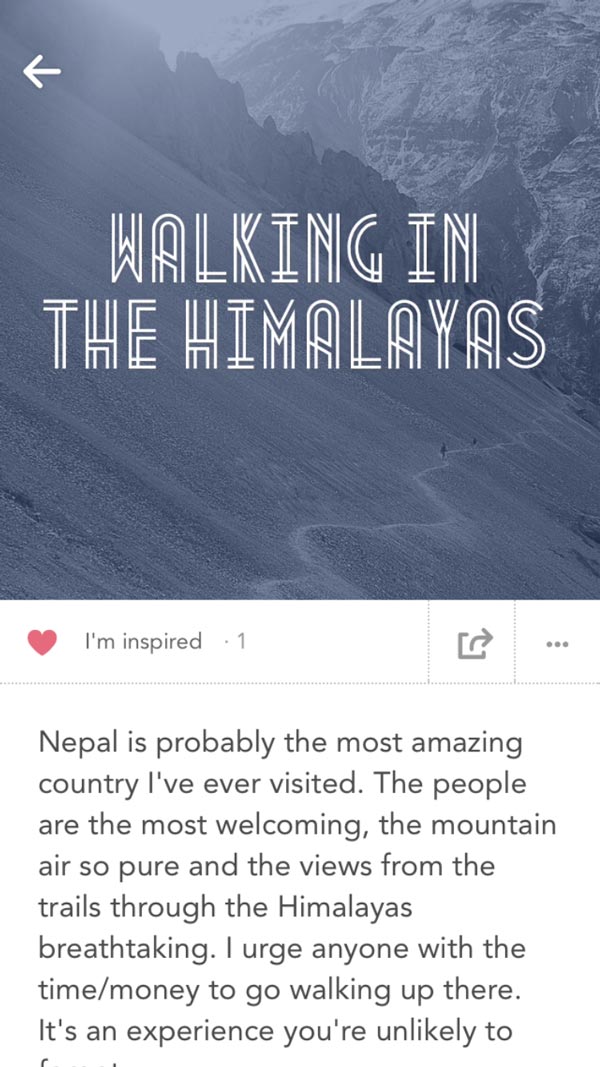 WALKING IN
THE HIMALAYAS
I'm inspired · 1
Nepal is probably the most amazing
country I've ever visited. The people
are the most welcoming, the mountain
air so pure and the views from the
trails through the Himalayas
breathtaking. I urge anyone with the
time/money to go walking up there.
It's an experience you're unlikely to